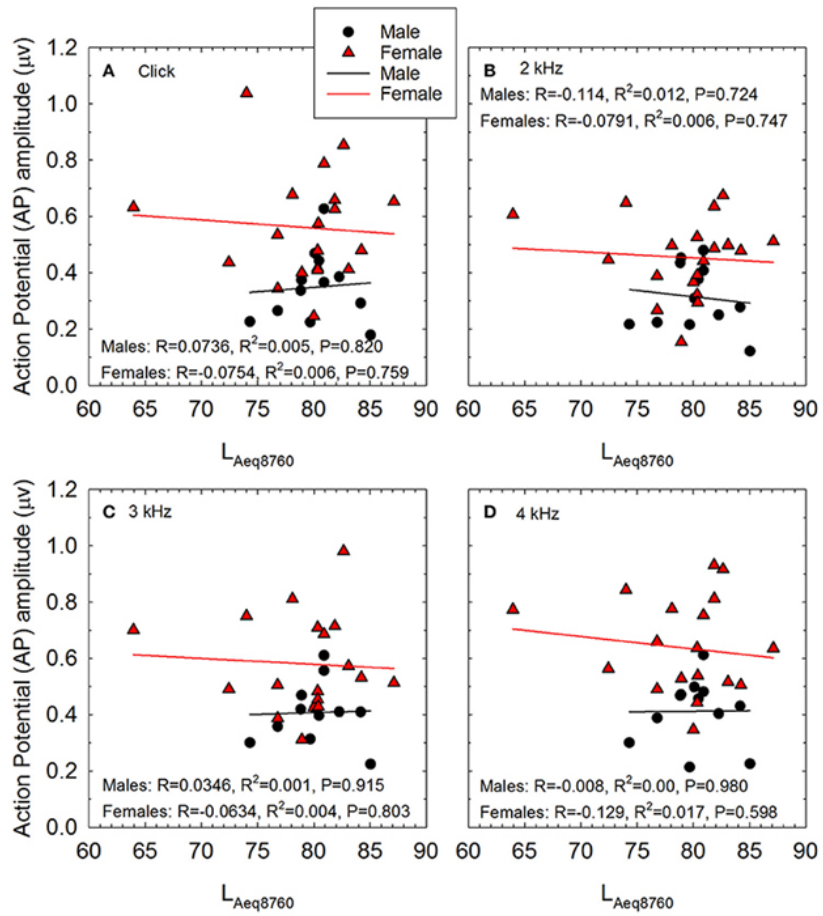 Male
Female
Male
Female
Action Potential (AP) amplitude (μv)
1.2
1.0
0.8
0.6
0.4
0.2
0.0
A Click
Males: R=0.0736, R²=0.005, P=0.820
Females: R=-0.0754, R²=0.006, P=0.759
60 65 70 75 80 85 90
LAeq8760
B 2 kHz
Males: R=-0.114, R²=0.012, P=0.724
Females: R=-0.0791, R²=0.006, P=0.747
60 65 70 75 80 85 90
LAeq8760
Action Potential (AP) amplitude (μv)
1.2
1.0
0.8
0.6
0.4
0.2
0.0
C 3 kHz
Males: R=0.0346, R²=0.001, P=0.915
Females: R=-0.0634, R²=0.004, P=0.803
60 65 70 75 80 85 90
LAeq8760
D 4 kHz
Males: R=-0.008, R²=0.00, P=0.980
Females: R=-0.129, R²=0.017, P=0.598
60 65 70 75 80 85 90
LAeq8760